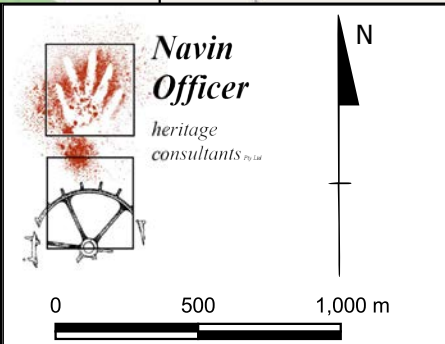 Navin
Officer
heritage
consultants Pty Ltd
N
0 500 1,000 m